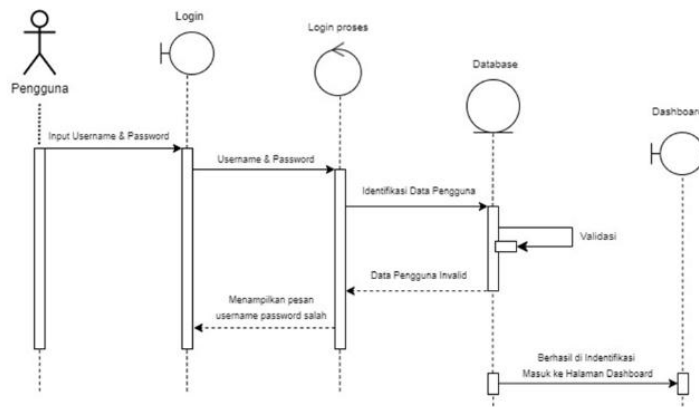 Login
Login proses
Database
Dashboar
Pengguna
Input Username & Password
Username & Password
Identifikasi Data Pengguna
Validasi
Data Pengguna Invalid
Menampilkan pesan
username password salah
Berhasil di Indentifikasi
Masuk ke Halaman Dashboard